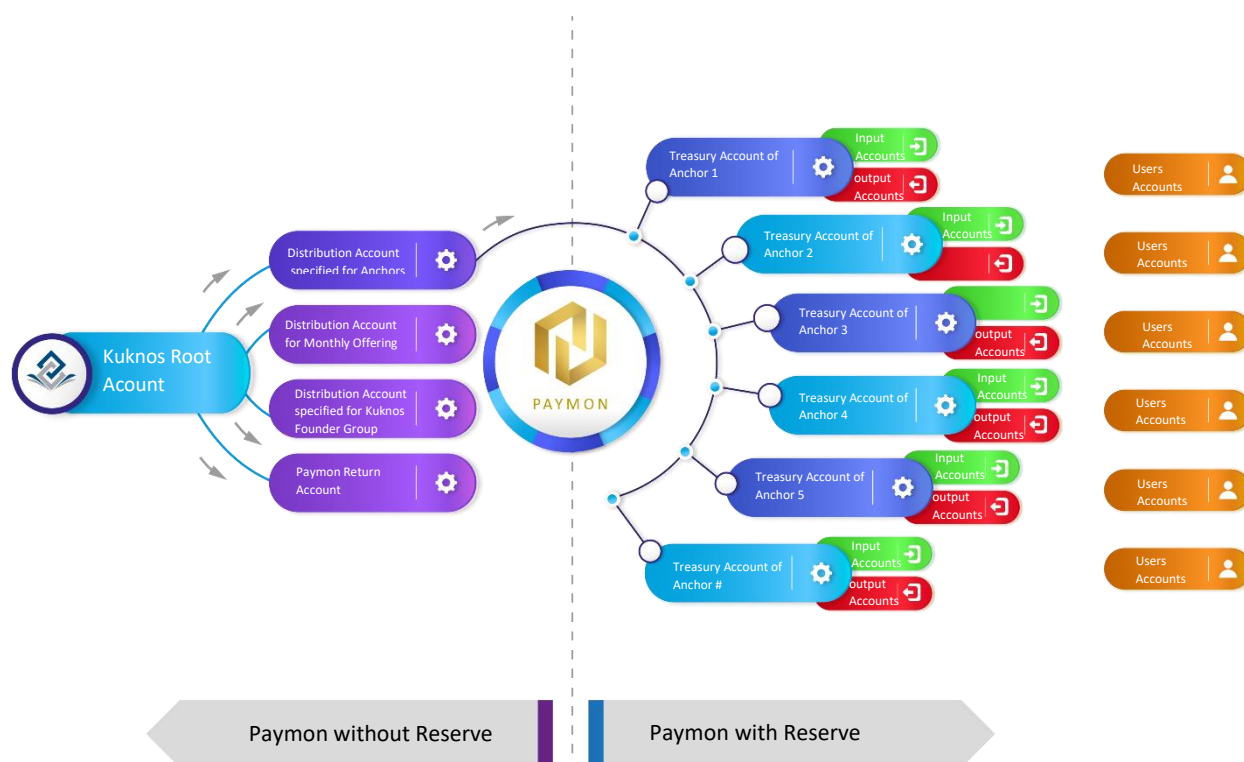 Kuknos Root
Acount
Distribution Account
specified for Anchors
Distribution Account
for Monthly Offering
Distribution Account
specified for Kuknos
Founder Group
Paymon Return
Account
PAYMON
Treasury Account of
Anchor 1
Input
Accounts
output
Accounts
Users
Accounts
Treasury Account of
Anchor 2
Input
Accounts
Users
Accounts
Treasury Account of
Anchor 3
output
Accounts
Users
Accounts
Treasury Account of
Anchor 4
Input
Accounts
output
Accounts
Users
Accounts
Treasury Account of
Anchor 5
Input
Accounts
output
Accounts
Users
Accounts
Treasury Account of
Anchor #
Input
Accounts
output
Accounts
Users
Accounts
Paymon without Reserve
Paymon with Reserve